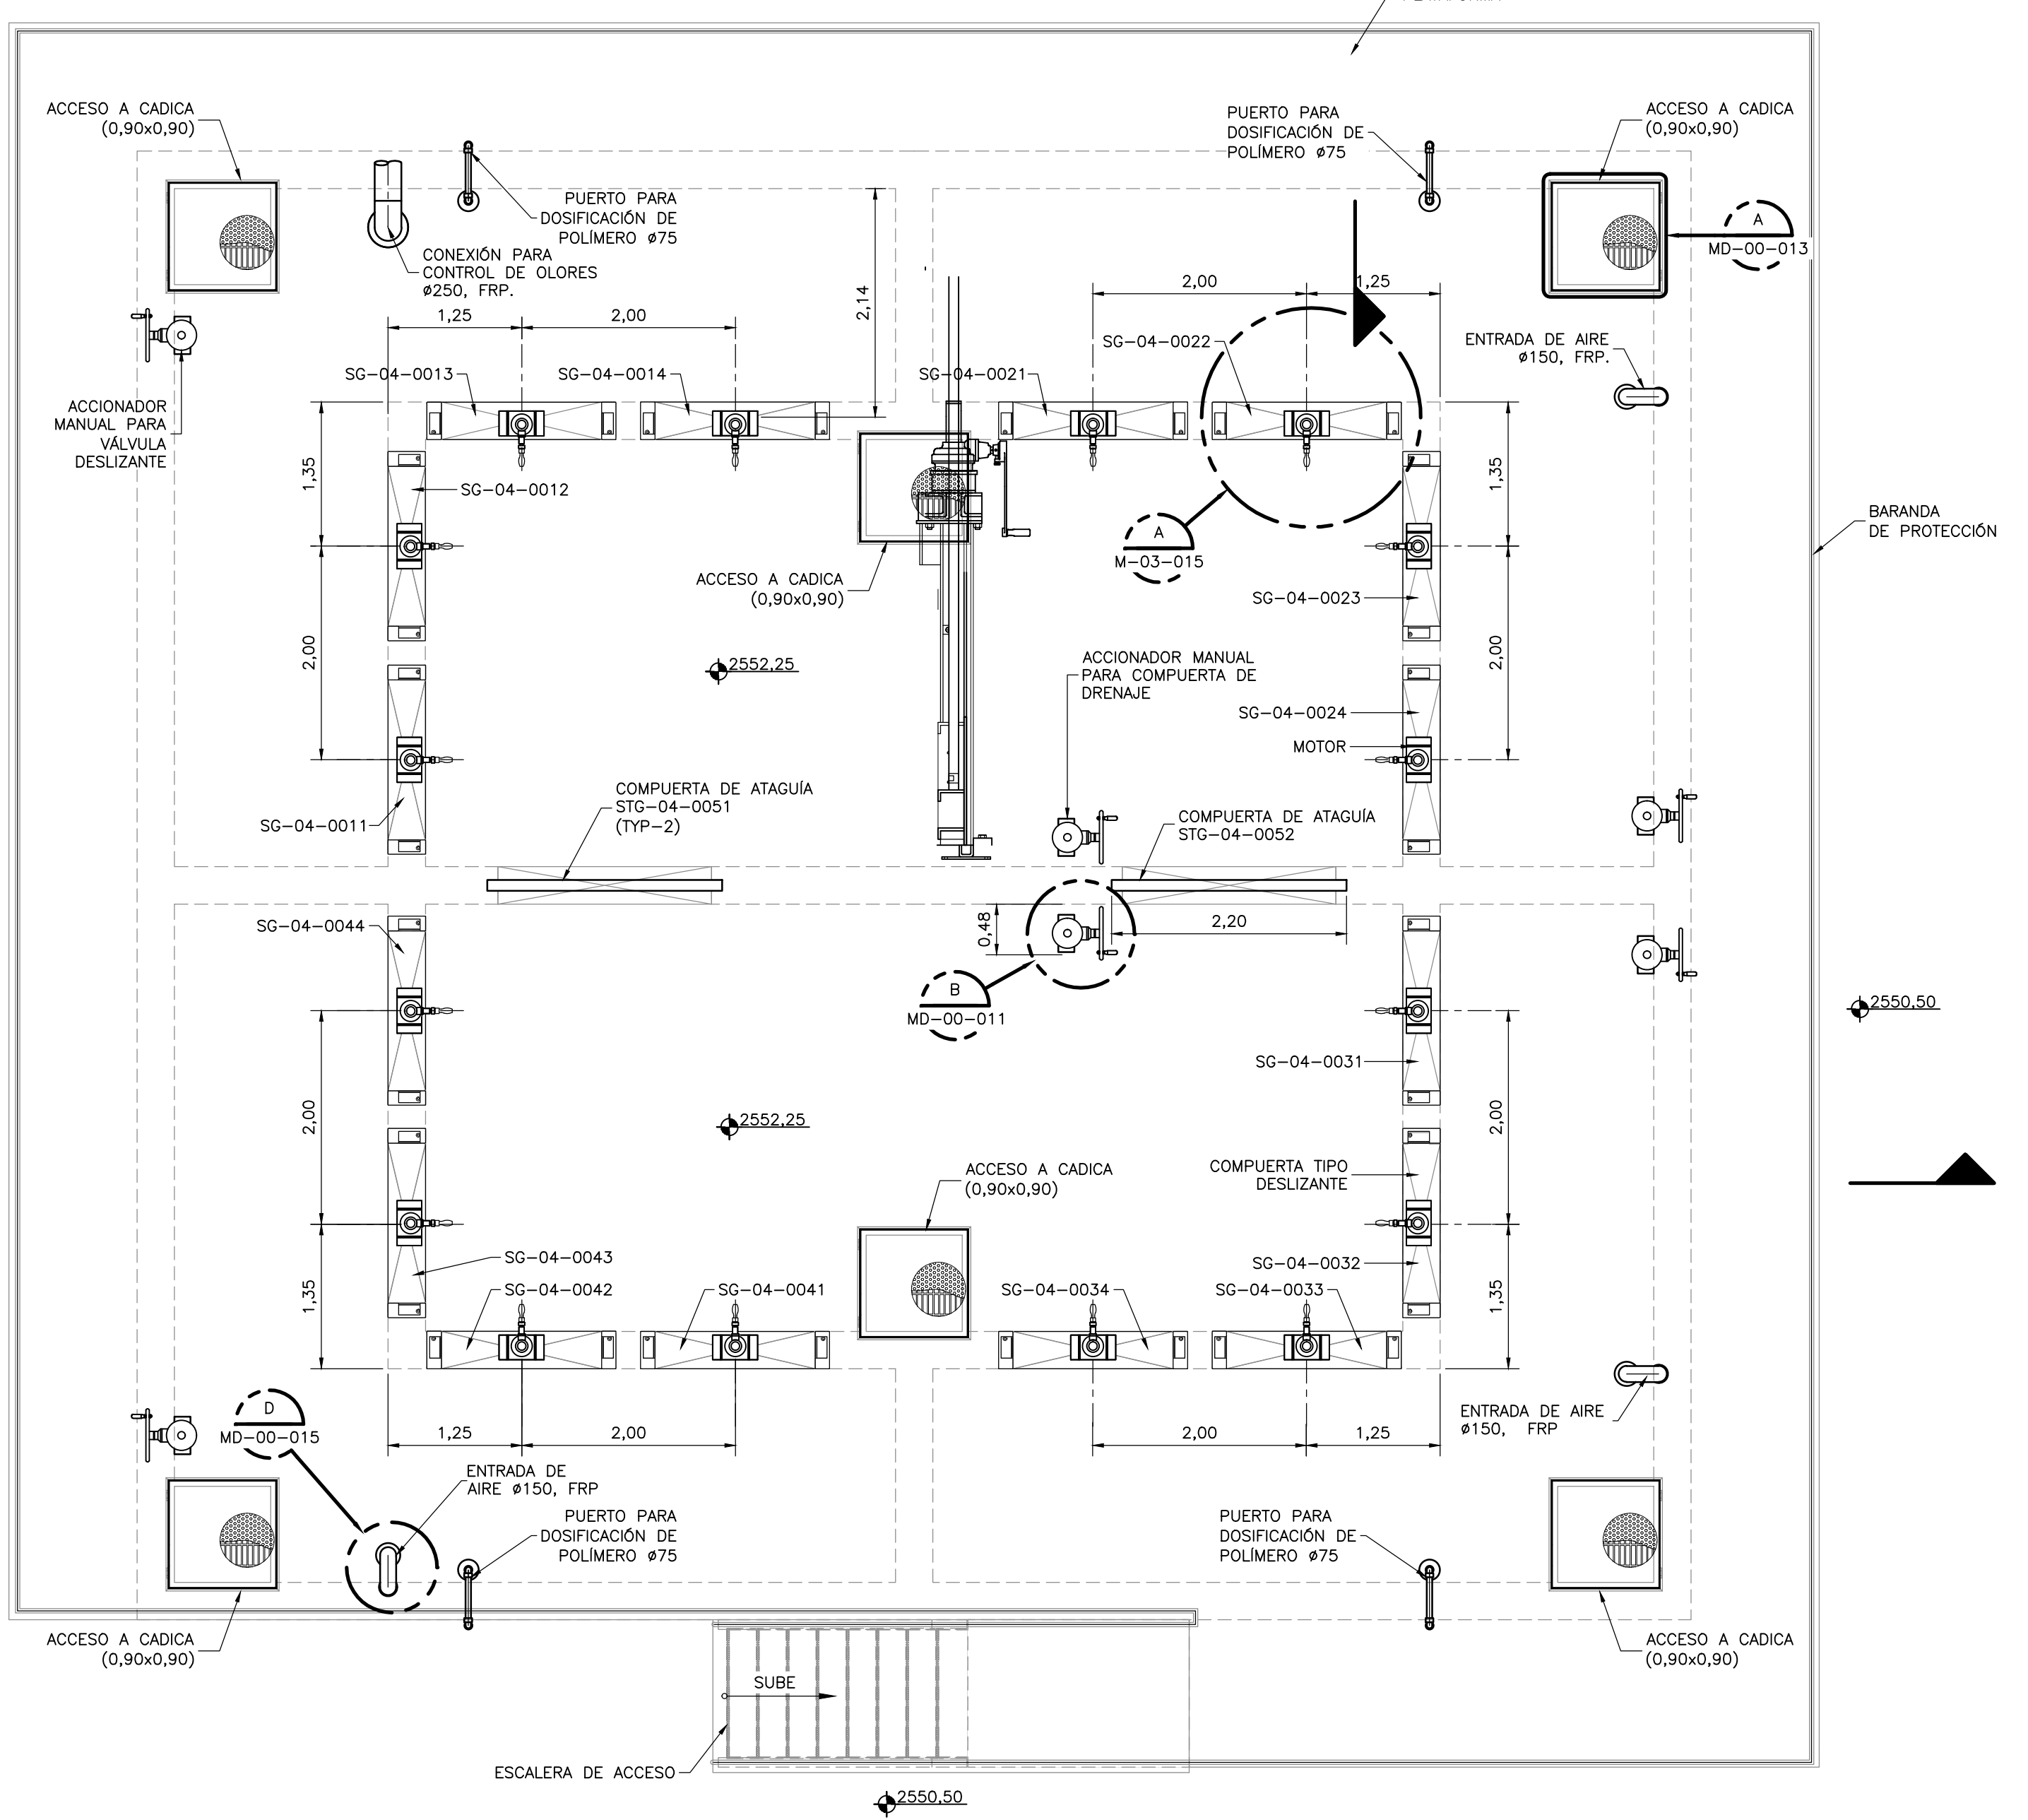 ACCESO A CADICA
(0,90x0,90)
PUERTO PARA
DOSIFICACIÓN DE
POLÍMERO ø75
ACCESO A CADICA
(0,90x0,90)
PUERTO PARA
DOSIFICACIÓN DE
POLÍMERO ø75
A
MD-00-013
CONEXIÓN PARA
CONTROL DE OLORES
ø250, FRP.
2,14
2,00
1,25
1,25
2,00
SG-04-0022
ENTRADA DE AIRE
ø150, FRP.
SG-04-0013
SG-04-0014
SG-04-0021
ACCIONADOR
MANUAL PARA
VÁLVULA
DESLIZANTE
1,35
SG-04-0012
1,35
BARANDA
DE PROTECCIÓN
A
M-03-015
ACCESO A CADICA
(0,90x0,90)
SG-04-0023
2,00
2552,25
ACCIONADOR MANUAL
PARA COMPUERTA DE
DRENAJE
2,00
SG-04-0024
MOTOR
COMPUERTA DE ATAGUÍA
STG-04-0051
(TYP-2)
SG-04-0011
COMPUERTA DE ATAGUÍA
STG-04-0052
SG-04-0044
0,48
2,20
B
MD-00-011
2550,50
SG-04-0031
2,00
2552,25
2,00
ACCESO A CADICA
(0,90x0,90)
COMPUERTA TIPO
DESLIZANTE
SG-04-0043
SG-04-0032
1,35
SG-04-0042
SG-04-0041
SG-04-0034
SG-04-0033
1,35
D
MD-00-015
1,25
2,00
2,00
1,25
ENTRADA DE AIRE
ø150, FRP
ENTRADA DE
AIRE ø150, FRP
PUERTO PARA
DOSIFICACIÓN DE
POLÍMERO ø75
PUERTO PARA
DOSIFICACIÓN DE
POLÍMERO ø75
ACCESO A CADICA
(0,90x0,90)
ACCESO A CADICA
(0,90x0,90)
SUBE
ESCALERA DE ACCESO
2550,50